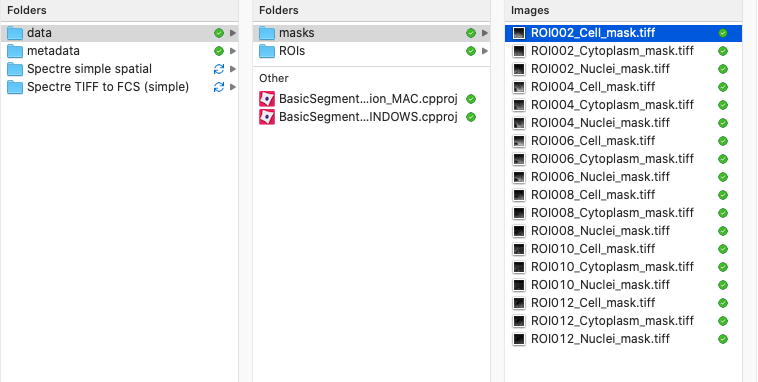 Folders
data
metadata
Spectre simple spatial
Spectre TIFF to FCS (simple)
Folders
masks
ROIs
Other
BasicSegment...ion_MAC.cpproj
BasicSegment...INDOWS.cpproj
Images
ROI002_Cell_mask.tiff
ROI002_Cytoplasm_mask.tiff
ROI002_Nuclei_mask.tiff
ROI004_Cell_mask.tiff
ROI004_Cytoplasm_mask.tiff
ROI004_Nuclei_mask.tiff
ROI006_Cell_mask.tiff
ROI006_Cytoplasm_mask.tiff
ROI006_Nuclei_mask.tiff
ROI008_Cell_mask.tiff
ROI008_Cytoplasm_mask.tiff
ROI008_Nuclei_mask.tiff
ROI010_Cell_mask.tiff
ROI010_Cytoplasm_mask.tiff
ROI010_Nuclei_mask.tiff
ROI012_Cell_mask.tiff
ROI012_Cytoplasm_mask.tiff
ROI012_Nuclei_mask.tiff